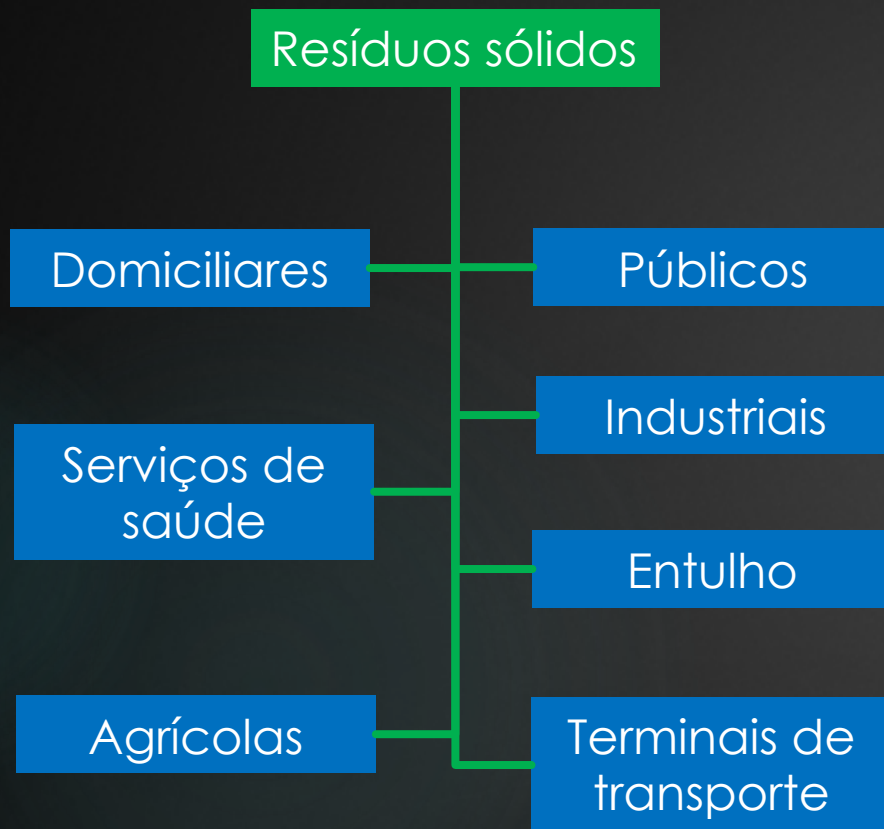 Resíduos sólidos
Domiciliares
Públicos
Industriais
Serviços de
saúde
Entulho
Agrícolas
Terminais de
transporte